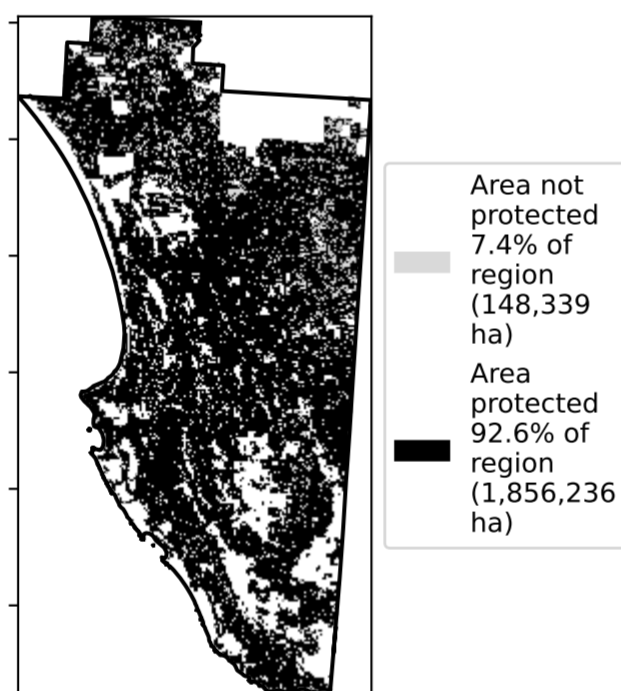 Area not
protected
7.4% of
region
(148,339
ha)
Area
protected
92.6% of
region
(1,856,236
ha)